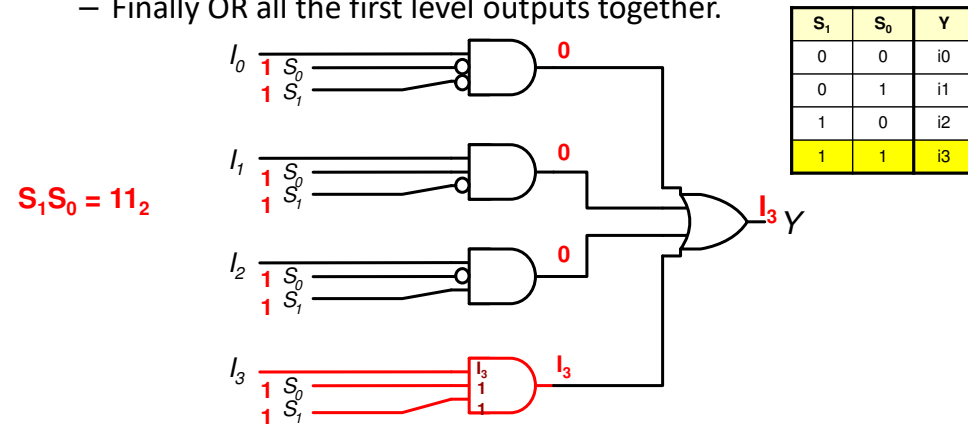 – Finally OR all the first level outputs together.
S₁ S₀ Y
0 0 i0
0 1 i1
1 0 i2
1 1 i3
I₀
1 S₀
1 S₁
0
I₁
1 S₀
1 S₁
0
S₁S₀ = 11₂
I₃ Y
I₂
1 S₀
1 S₁
0
I₃
1 S₀
1 S₁
I₃
1
1
I₃